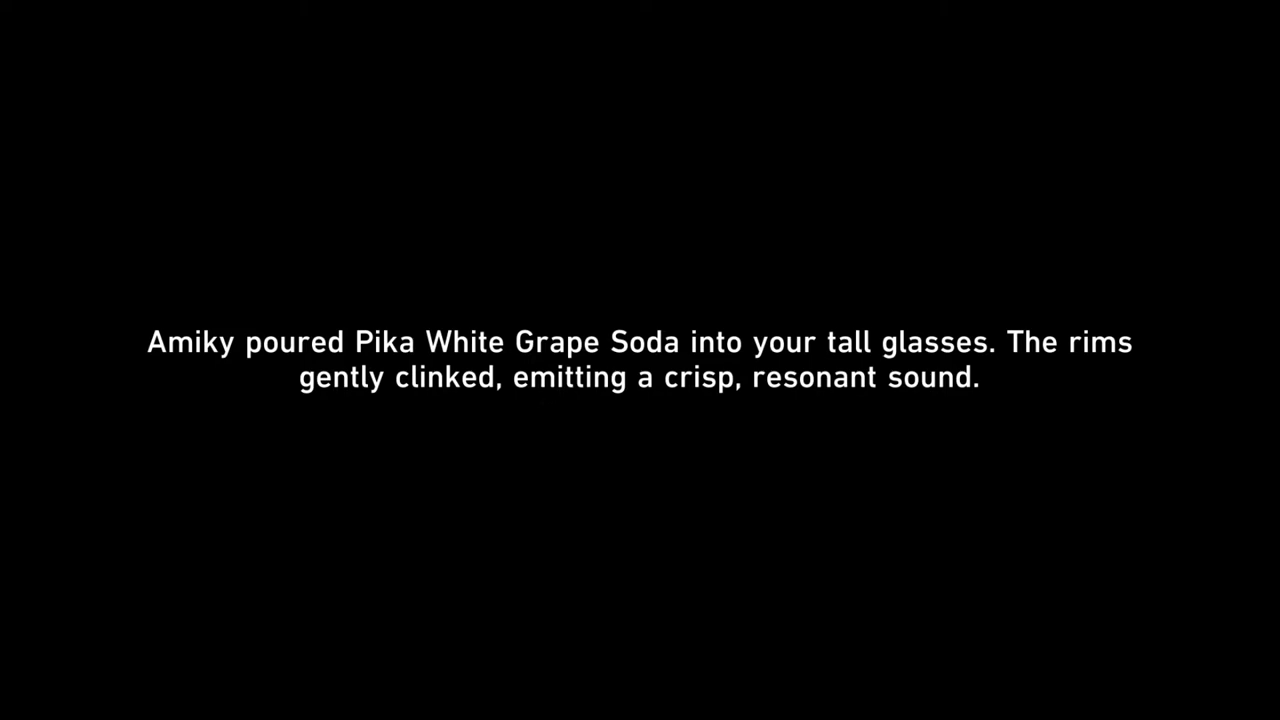 Amiky poured Pika White Grape Soda into your tall glasses. The rims
gently clinked, emitting a crisp, resonant sound.